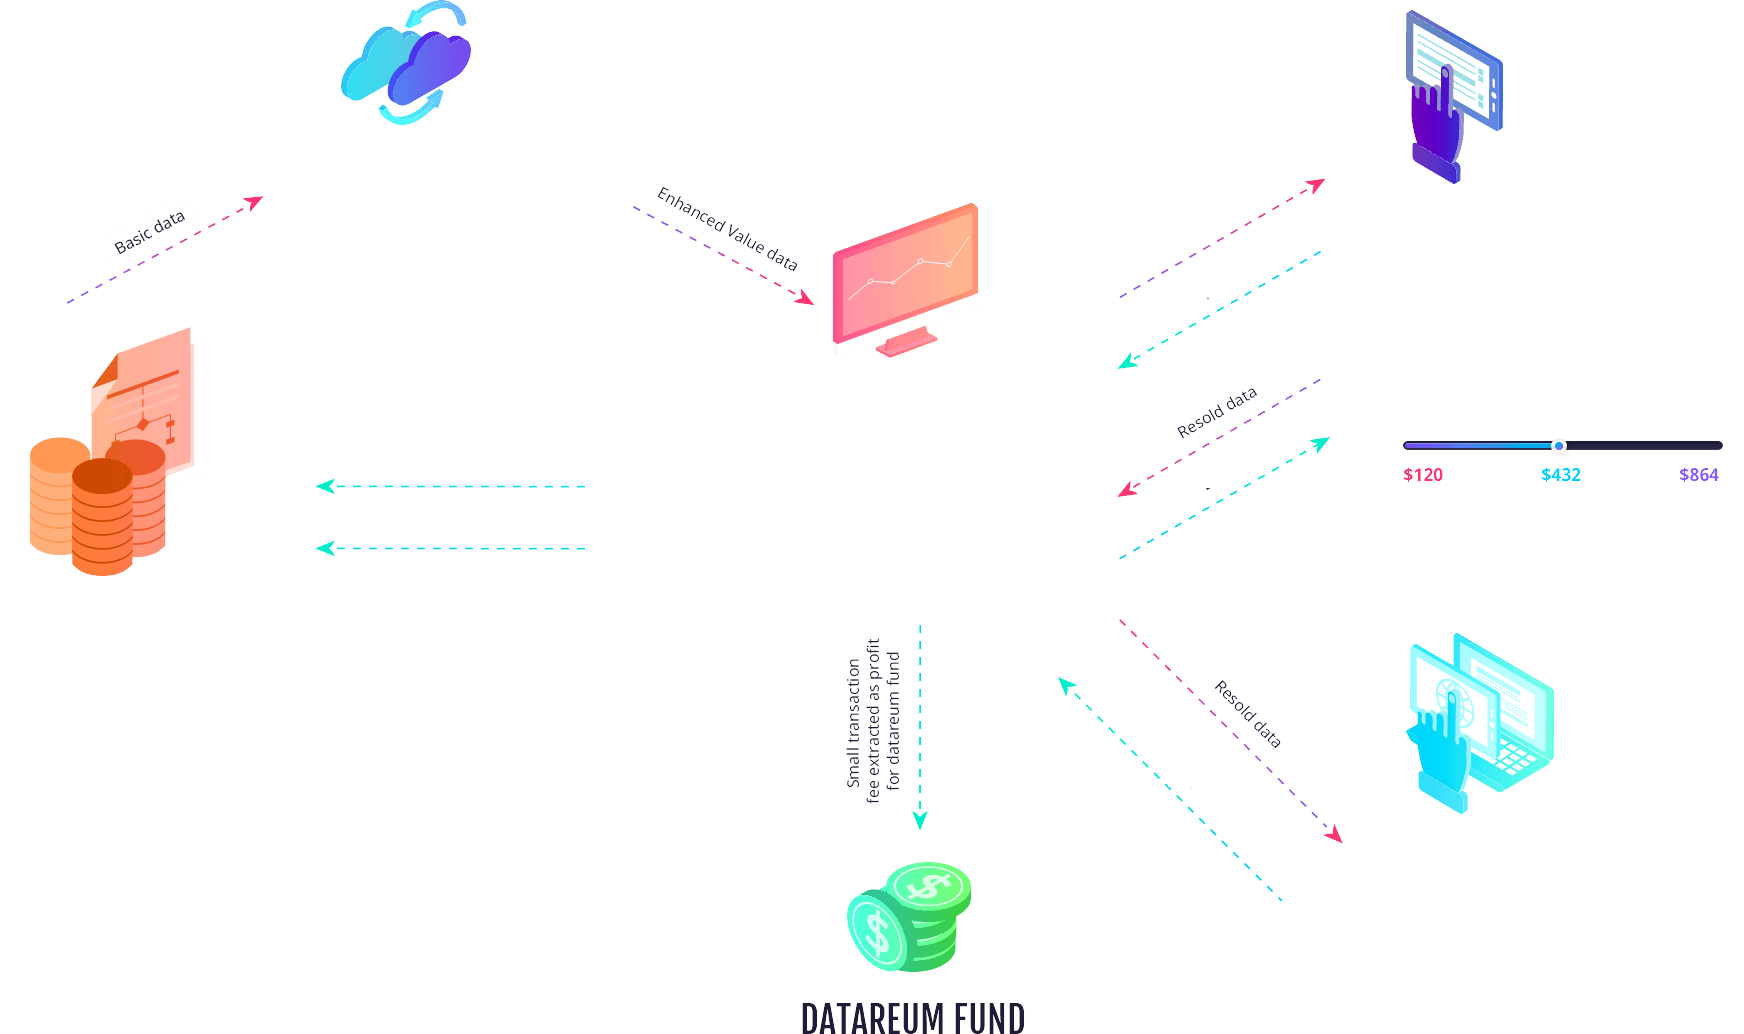 Basic data
Enhanced Value data
Resold data
$120
$432
$864
Small transaction
fee extracted as profit
for datareum fund
Resold data
DATAREUM FUND